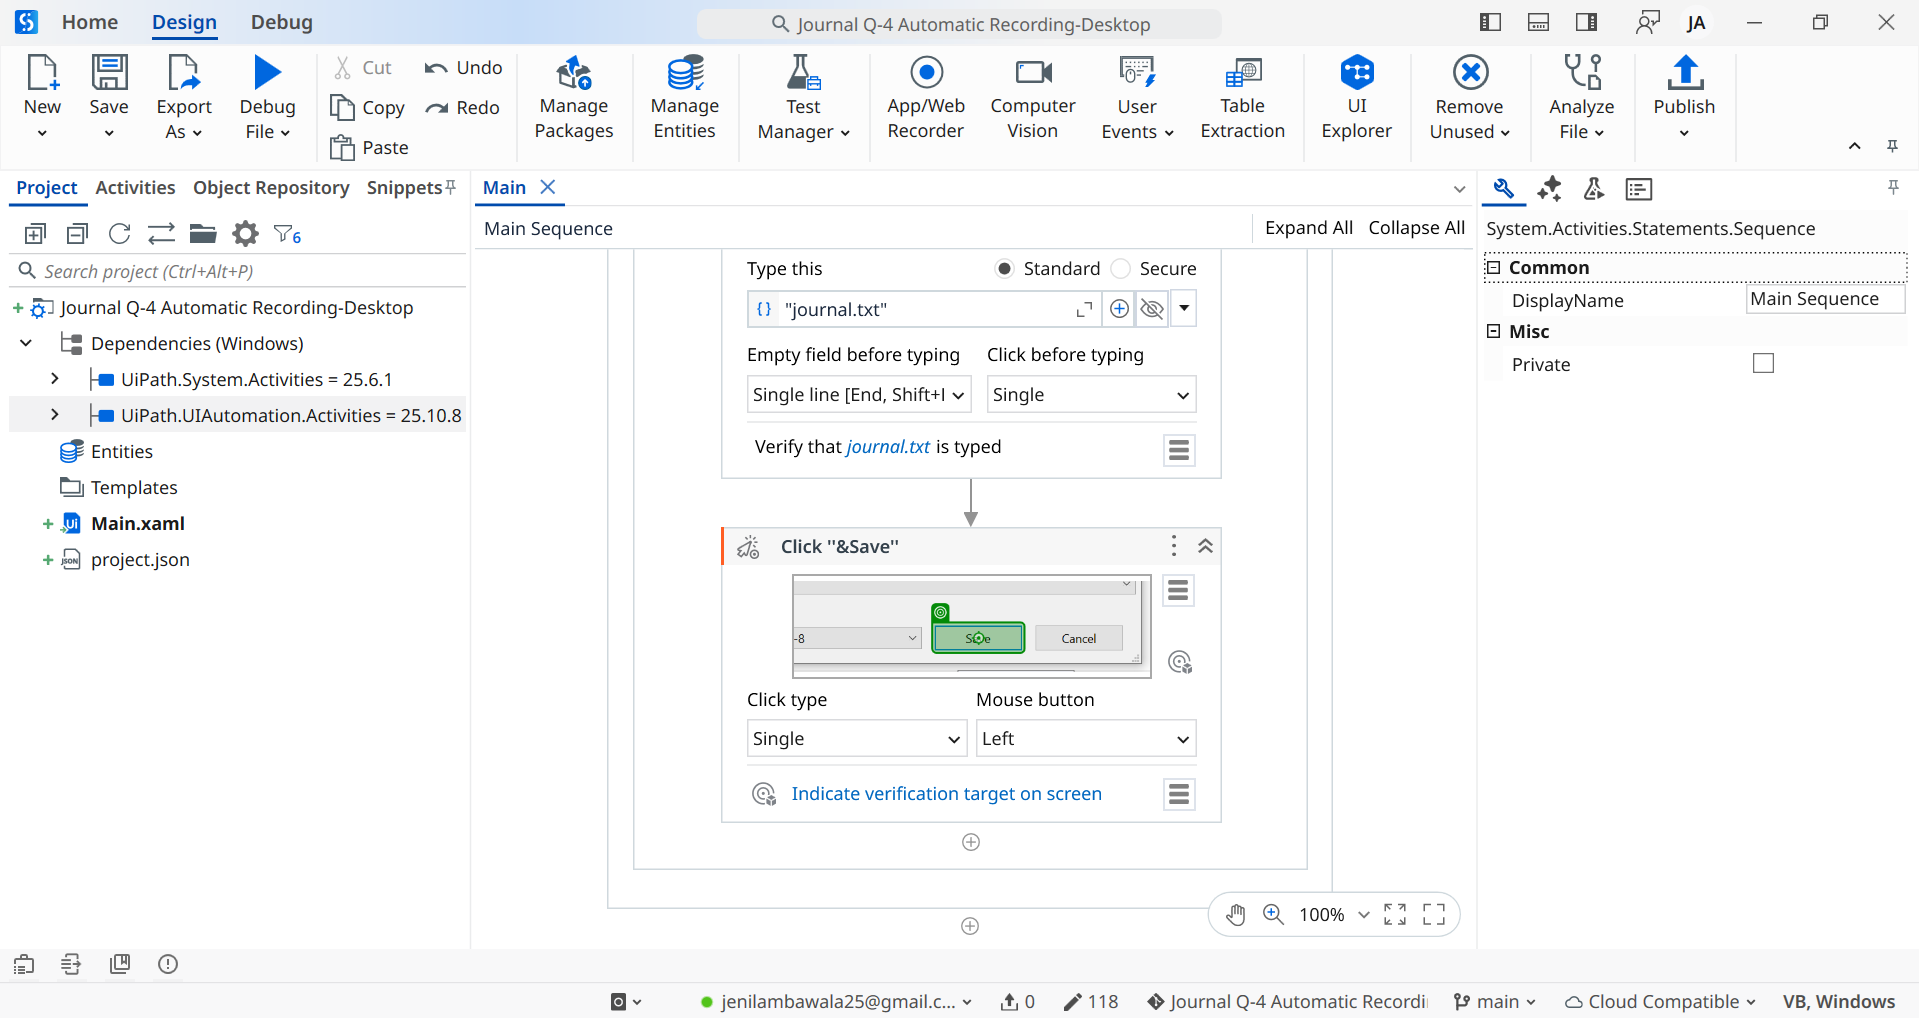 Home Design Debug Journal Q-4 Automatic Recording-Desktop JA
New Save Export As Debug File Cut Copy Paste Undo Redo Manage Packages Manage Entities Test Manager App/Web Recorder Computer Vision User Events Table Extraction UI Explorer Remove Unused Analyze File Publish
Project Activities Object Repository Snippets
Main
6
Search project (Ctrl+Alt+P)
Journal Q-4 Automatic Recording-Desktop
Dependencies (Windows)
UiPath.System.Activities = 25.6.1
UiPath.UIAutomation.Activities = 25.10.8
Entities
Templates
Main.xaml
project.json
Main Sequence Expand All Collapse All
Type this Standard Secure
"journal.txt"
Empty field before typing Click before typing
Single line [End, Shift+I Single
Verify that journal.txt is typed
Click "&Save"
-8 Save Cancel
Click type Mouse button
Single Left
Indicate verification target on screen
100%
System.Activities.Statements.Sequence
Common
DisplayName Main Sequence
Misc
Private
jenilambawala25@gmail.c... 0 118 Journal Q-4 Automatic Recordi main Cloud Compatible VB, Windows